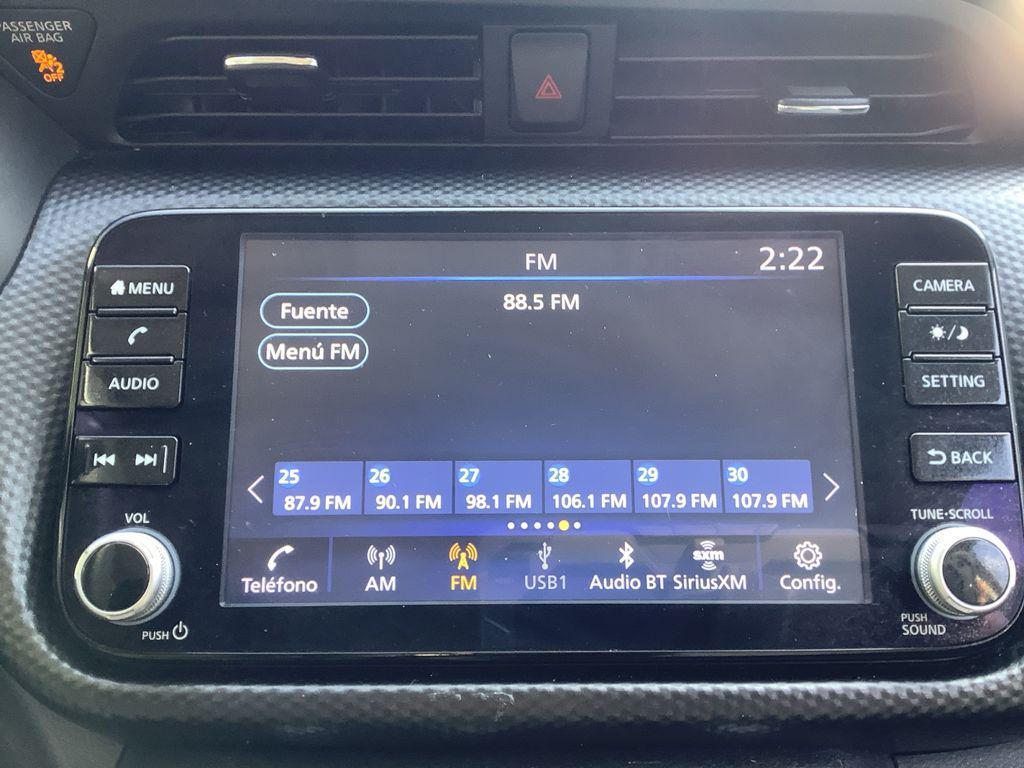 PASSENGER
AIR BAG
OFF
FM
2:22
88.5 FM
Fuente
Menú FM
MENU
AUDIO
CAMERA
SETTING
BACK
25
87.9 FM
26
90.1 FM
27
98.1 FM
28
106.1 FM
29
107.9 FM
30
107.9 FM
VOL
TUNE·SCROLL
Teléfono
AM
FM
USB1
Audio BT
sxm
SiriusXM
Config.
PUSH
PUSH
SOUND